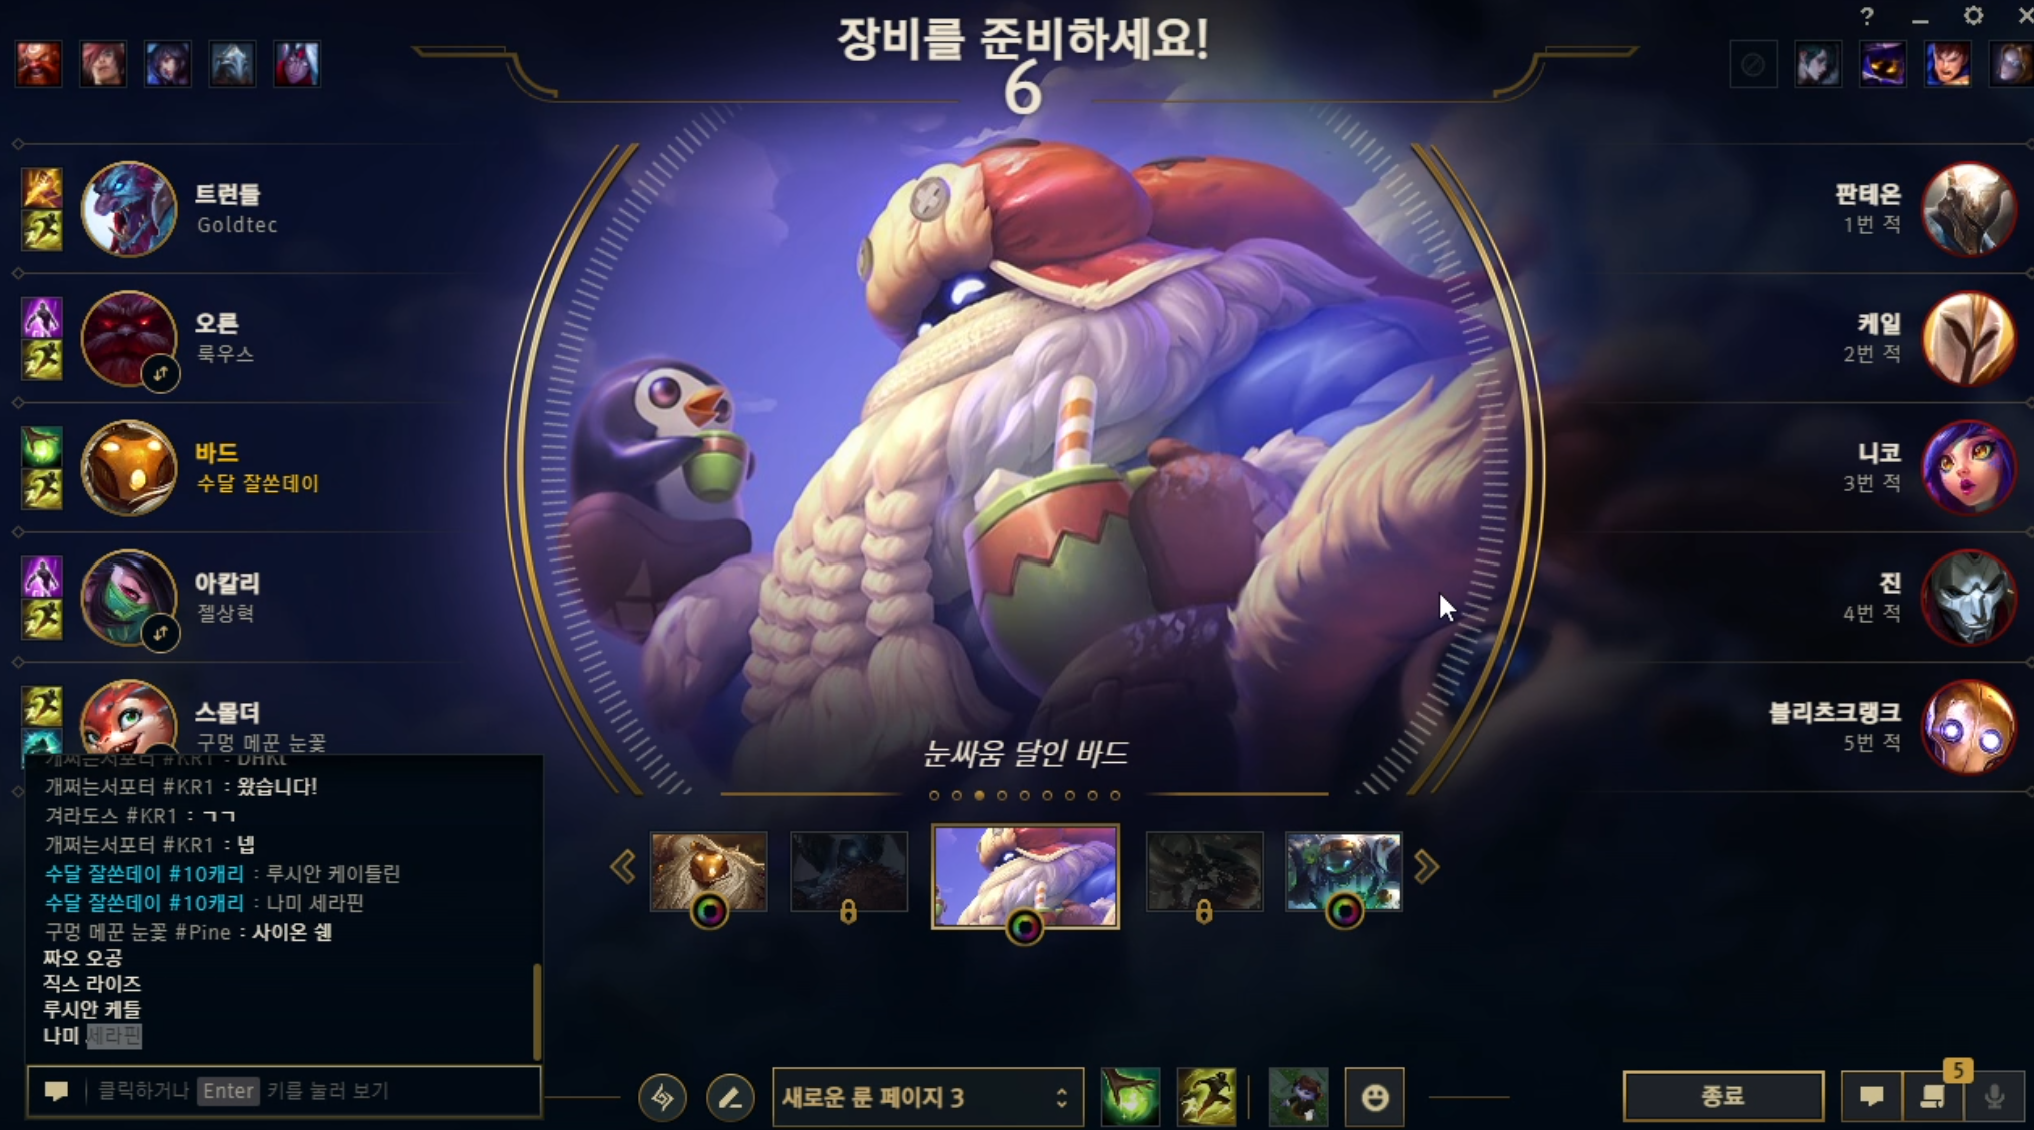 장비를 준비하세요!
6
트런들
Goldtec
오른
룩우스
바드
수달 잘쏜데이
아칼리
젤상혁
스몰더
구멍 메꾼 눈꽃
판테온
1번 적
케일
2번 적
니코
3번 적
진
4번 적
블리츠크랭크
5번 적
눈싸움 달인 바드
개쩌는서포터 #KR1 : DHKt
개쩌는서포터 #KR1 : 왔습니다!
겨라도스 #KR1 : ㄱㄱ
개쩌는서포터 #KR1 : 넵
수달 잘쏜데이 #10캐리 : 루시안 케이틀린
수달 잘쏜데이 #10캐리 : 나미 세라핀
구멍 메꾼 눈꽃 #Pine : 사이온 쉔
짜오 오공
직스 라이즈
루시안 케틀
나미 세라핀
클릭하거나 Enter 키를 눌러 보기
새로운 룬 페이지 3
종료
5